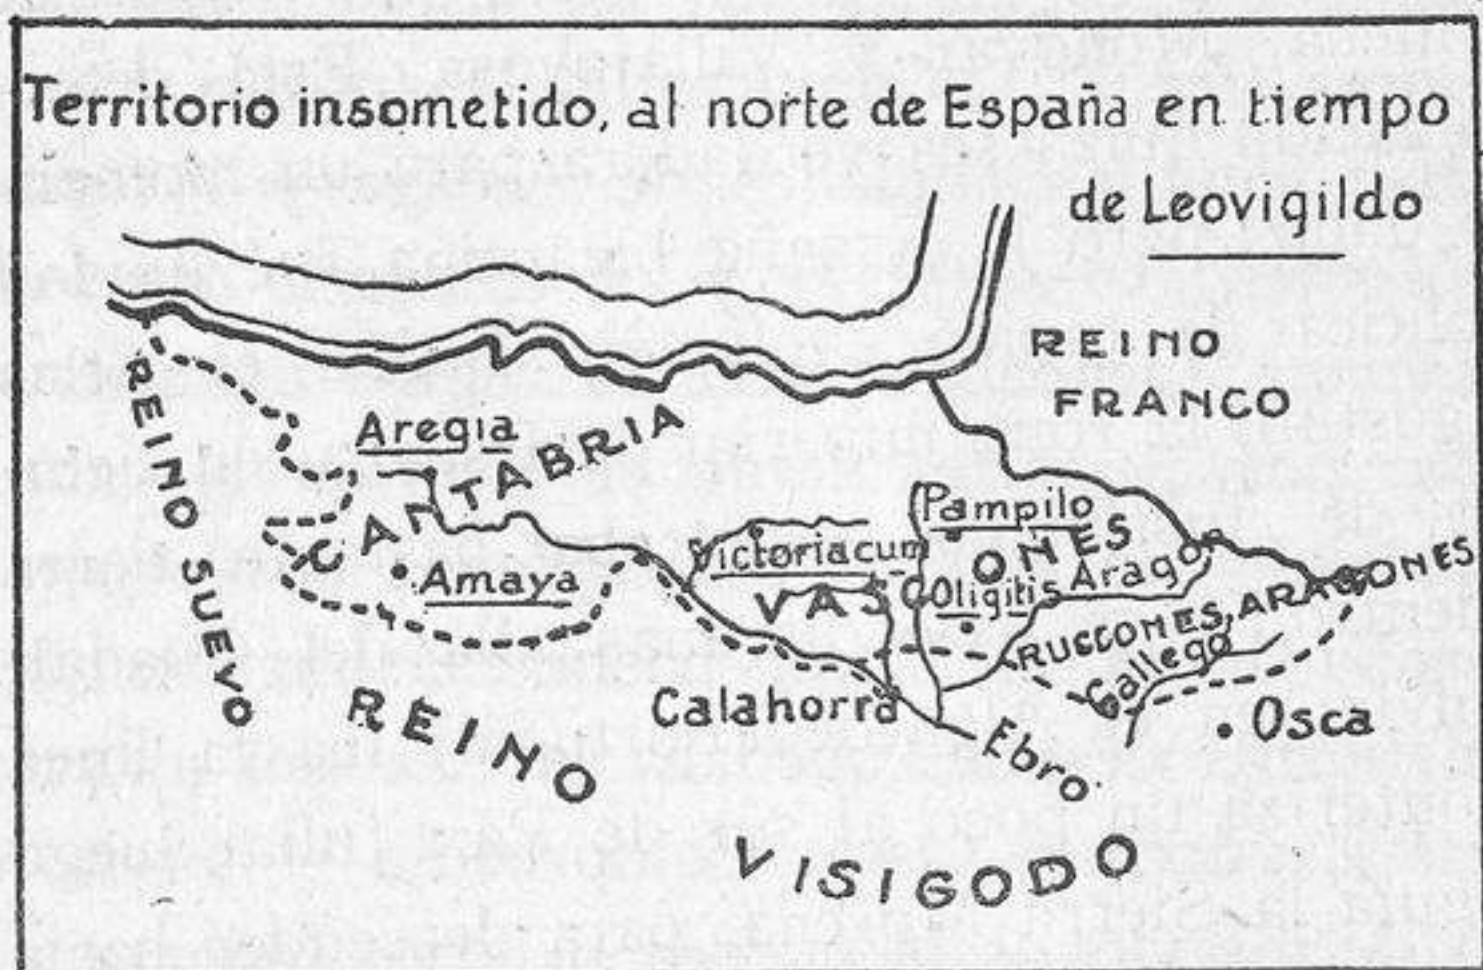 Territorio insometido, al norte de España en tiempo
de Leovigildo
REINO
FRANCO
REINO SUEVO
Aregia
CANTABRIA
Amaya
Victoriacum
VASCONES
Pampilo
Oligitis
Arago
RUCCONES, ARAGONES
Gallego
Calahorra
Ebro
Osca
REINO
VISIGODO